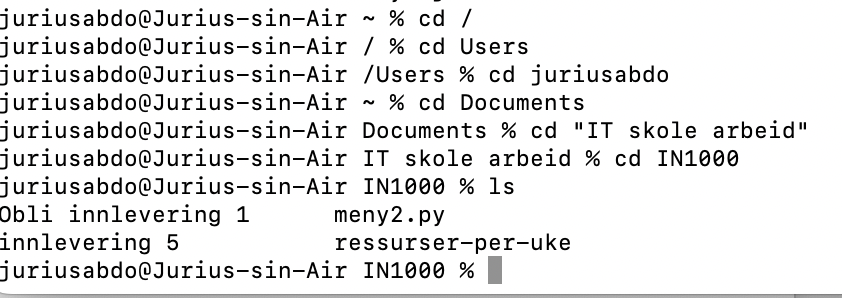 juriusabdo@Jurius-sin-Air ~ % cd /
juriusabdo@Jurius-sin-Air / % cd Users
juriusabdo@Jurius-sin-Air /Users % cd juriusabdo
juriusabdo@Jurius-sin-Air ~ % cd Documents
juriusabdo@Jurius-sin-Air Documents % cd "IT skole arbeid"
juriusabdo@Jurius-sin-Air IT skole arbeid % cd IN1000
juriusabdo@Jurius-sin-Air IN1000 % ls
Obli innlevering 1 meny2.py
innlevering 5 ressurser-per-uke
juriusabdo@Jurius-sin-Air IN1000 %